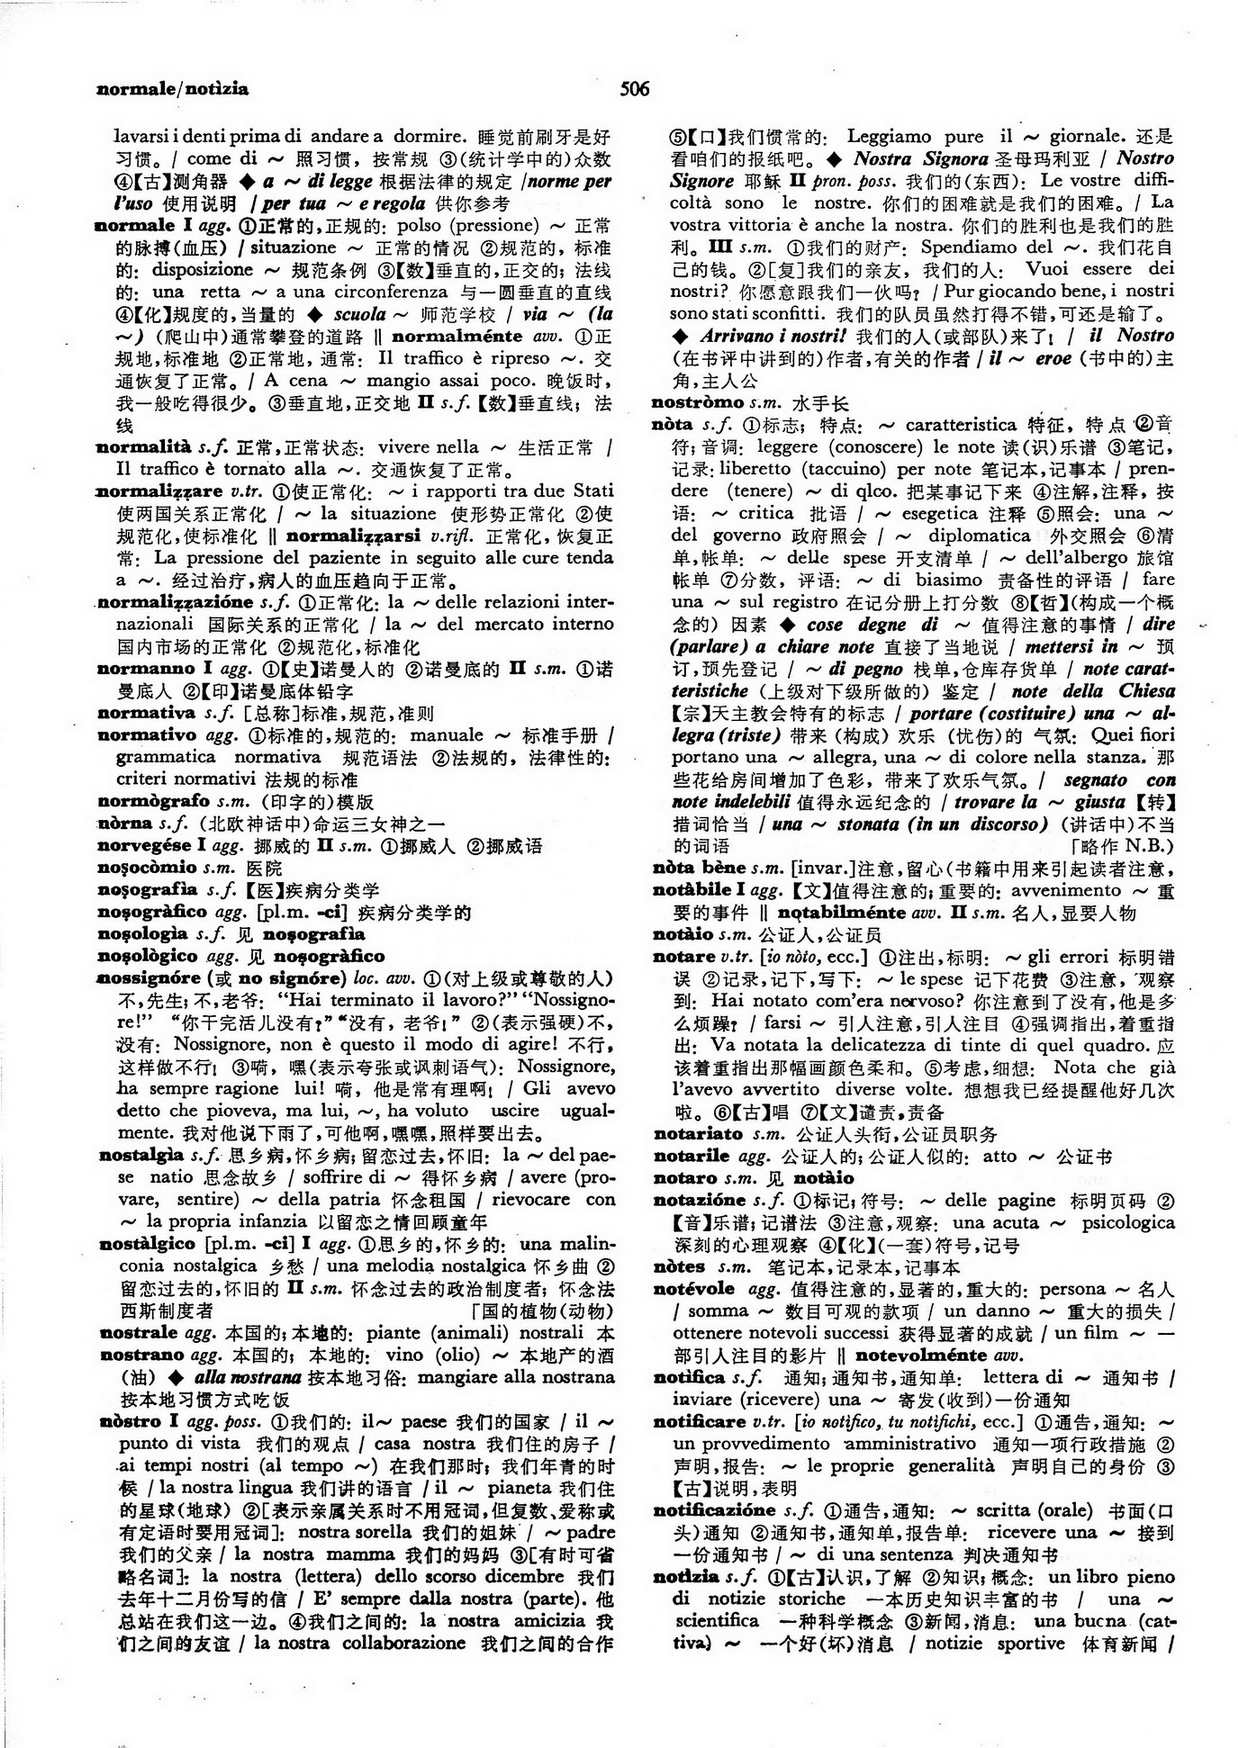 normale/notìzia
506
lavarsi i denti prima di andare a dormire. 睡觉前刷牙是好
习惯。/ come di ～ 照习惯, 按常规 ③(统计学中的)众数
④【古】测角器 ◆ a ～ di legge 根据法律的规定 /norme per
l'uso 使用说明 / per tua ～ e regola 供你参考
normale I agg. ①正常的,正规的: polso (pressione) ～ 正常
的脉搏(血压) / situazione ～ 正常的情况 ②规范的, 标准
的: disposizione ～ 规范条例 ③【数】垂直的,正交的; 法线
的: una retta ～ a una circonferenza 与一圆垂直的直线
④【化】规度的,当量的 ◆ scuola ～ 师范学校 / via ～ (la
～) (爬山中)通常攀登的道路 ‖ normalménte avv. ①正
规地,标准地 ②正常地, 通常: Il traffico è ripreso ～. 交
通恢复了正常。/ A cena ～ mangio assai poco. 晚饭时,
我一般吃得很少。③垂直地,正交地 II s.f.【数】垂直线; 法
线
normalità s.f. 正常,正常状态: vivere nella ～ 生活正常 /
Il traffico è tornato alla ～. 交通恢复了正常。
normaliẓẓare v.tr. ①使正常化: ～ i rapporti tra due Stati
使两国关系正常化 / ～ la situazione 使形势正常化 ②使
规范化,使标准化 ‖ normaliẓẓarsi v.rifl. 正常化, 恢复正
常: La pressione del paziente in seguito alle cure tende
a ～. 经过治疗,病人的血压趋向于正常。
normaliẓẓazióne s.f. ①正常化: la ～ delle relazioni inter-
nazionali 国际关系的正常化 / la ～ del mercato interno
国内市场的正常化 ②规范化,标准化
normanno I agg. ①【史】诺曼人的 ②诺曼底的 II s.m. ①诺
曼底人 ②【印】诺曼底体铅字
normativa s.f. [总称]标准,规范,准则
normativo agg. ①标准的,规范的: manuale ～ 标准手册 /
grammatica normativa 规范语法 ②法规的, 法律性的:
criteri normativi 法规的标准
normògrafo s.m. (印字的)模版
nòrna s.f. (北欧神话中)命运三女神之一
norvegése I agg. 挪威的 II s.m. ①挪威人 ②挪威语
noṣocòmio s.m. 医院
noṣografìa s.f.【医】疾病分类学
noṣogràfico agg. [pl.m. -ci] 疾病分类学的
noṣologìa s.f. 见 noṣografìa
noṣològico agg. 见 noṣogràfico
nossignóre (或 no signóre) loc. avv. ①(对上级或尊敬的人)
不,先生;不,老爷: “Hai terminato il lavoro?” “Nossigno-
re!” “你干完活儿没有?” “没有, 老爷!” ②(表示强硬)不,
没有: Nossignore, non è questo il modo di agire! 不行,
这样做不行! ③嗬, 嘿(表示夸张或讽刺语气): Nossignore,
ha sempre ragione lui! 嗬, 他是常有理啊! / Gli avevo
detto che pioveva, ma lui, ～, ha voluto uscire ugual-
mente. 我对他说下雨了,可他啊,嘿嘿,照样要出去。
nostalgìa s.f. 思乡病,怀乡病; 留恋过去,怀旧: la ～ del pae-
se natio 思念故乡 / soffrire di ～ 得怀乡病 / avere (pro-
vare, sentire) ～ della patria 怀念祖国 / rievocare con
～ la propria infanzia 以留恋之情回顾童年
nostàlgico [pl.m. -ci] I agg. ①思乡的,怀乡的: una malin-
conia nostalgica 乡愁 / una melodia nostalgica 怀乡曲 ②
留恋过去的,怀旧的 II s.m. 怀念过去的政治制度者; 怀念法
西斯制度者 「国的植物(动物)
nostrale agg. 本国的; 本地的: piante (animali) nostrali 本
nostrano agg. 本国的; 本地的: vino (olio) ～ 本地产的酒
(油) ◆ alla nostrana 按本地习俗: mangiare alla nostrana
按本地习惯方式吃饭
nòstro I agg. poss. ①我们的: il～ paese 我们的国家 / il ～
punto di vista 我们的观点 / casa nostra 我们住的房子 /
ai tempi nostri (al tempo ～) 在我们那时; 我们年青的时
候 / la nostra lingua 我们讲的语言 / il ～ pianeta 我们住
的星球(地球) ②[表示亲属关系时不用冠词,但复数、爱称或
有定语时要用冠词]: nostra sorella 我们的姐妹 / ～ padre
我们的父亲 / la nostra mamma 我们的妈妈 ③[有时可省
略名词]: la nostra (lettera) dello scorso dicembre 我们
去年十二月份写的信 / E' sempre dalla nostra (parte). 他
总站在我们这一边。④我们之间的: la nostra amicizia 我
们之间的友谊 / la nostra collaborazione 我们之间的合作
⑤【口】我们惯常的: Leggiamo pure il ～ giornale. 还是
看咱们的报纸吧。◆ Nostra Signora 圣母玛利亚 / Nostro
Signore 耶稣 II pron. poss. 我们的(东西): Le vostre diffi-
coltà sono le nostre. 你们的困难就是我们的困难。/ La
vostra vittoria è anche la nostra. 你们的胜利也是我们的胜
利。III s.m. ①我们的财产: Spendiamo del ～. 我们花自
己的钱。②[复]我们的亲友, 我们的人: Vuoi essere dei
nostri? 你愿意跟我们一伙吗? / Pur giocando bene, i nostri
sono stati sconfitti. 我们的队员虽然打得不错,可还是输了。
◆ Arrivano i nostri! 我们的人(或部队)来了! / il Nostro
(在书评中讲到的)作者,有关的作者 / il ～ eroe (书中的)主
角,主人公
nostròmo s.m. 水手长
nòta s.f. ①标志; 特点: ～ caratteristica 特征, 特点 ②音
符; 音调: leggere (conoscere) le note 读(识)乐谱 ③笔记,
记录: liberetto (taccuino) per note 笔记本,记事本 / pren-
dere (tenere) ～ di qlco. 把某事记下来 ④注解,注释, 按
语: ～ critica 批语 / ～ esegetica 注释 ⑤照会: una ～
del governo 政府照会 / ～ diplomatica 外交照会 ⑥清
单,帐单: ～ delle spese 开支清单 / ～ dell'albergo 旅馆
帐单 ⑦分数, 评语: ～ di biasimo 责备性的评语 / fare
una ～ sul registro 在记分册上打分数 ⑧【哲】(构成一个概
念的) 因素 ◆ cose degne di ～ 值得注意的事情 / dire
(parlare) a chiare note 直接了当地说 / mettersi in ～ 预
订,预先登记 / ～ di pegno 栈单,仓库存货单 / note carat-
teristiche (上级对下级所做的) 鉴定 / note della Chiesa
【宗】天主教会特有的标志 / portare (costituire) una ～ al-
legra (triste) 带来 (构成) 欢乐 (忧伤)的 气氛: Quei fiori
portano una ～ allegra, una ～ di colore nella stanza. 那
些花给房间增加了色彩, 带来了欢乐气氛。/ segnato con
note indelebili 值得永远纪念的 / trovare la ～ giusta【转】
措词恰当 / una ～ stonata (in un discorso) (讲话中)不当
的词语 「略作 N.B.)
nòta bène s.m. [invar.]注意,留心(书籍中用来引起读者注意,
notàbile I agg.【文】值得注意的;重要的: avvenimento ～ 重
要的事件 ‖ notabilménte avv. II s.m. 名人,显要人物
notàio s.m. 公证人,公证员
notare v.tr. [io nòto, ecc.] ①注出,标明: ～ gli errori 标明错
误 ②记录,记下,写下: ～ le spese 记下花费 ③注意, 观察
到: Hai notato com'era nervoso? 你注意到了没有,他是多
么烦躁? / farsi ～ 引人注意,引人注目 ④强调指出,着重指
出: Va notata la delicatezza di tinte di quel quadro. 应
该着重指出那幅画颜色柔和。⑤考虑,细想: Nota che già
l'avevo avvertito diverse volte. 想想我已经提醒他好几次
啦。⑥【古】唱 ⑦【文】谴责,责备
notariato s.m. 公证人头衔,公证员职务
notarile agg. 公证人的; 公证人似的: atto ～ 公证书
notaro s.m. 见 notàio
notazióne s.f. ①标记; 符号: ～ delle pagine 标明页码 ②
【音】乐谱; 记谱法 ③注意,观察: una acuta ～ psicologica
深刻的心理观察 ④【化】(一套)符号,记号
nòtes s.m. 笔记本,记录本,记事本
notévole agg. 值得注意的,显著的,重大的: persona ～ 名人
/ somma ～ 数目可观的款项 / un danno ～ 重大的损失 /
ottenere notevoli successi 获得显著的成就 / un film ～ 一
部引人注目的影片 ‖ notevolménte avv.
notìfica s.f. 通知; 通知书,通知单: lettera di ～ 通知书 /
inviare (ricevere) una ～ 寄发(收到)一份通知
notificare v.tr. [io notìfico, tu notìfichi, ecc.] ①通告,通知: ～
un provvedimento amministrativo 通知一项行政措施 ②
声明,报告: ～ le proprie generalità 声明自己的身份 ③
【古】说明,表明
notificazióne s.f. ①通告,通知: ～ scritta (orale) 书面(口
头)通知 ②通知书,通知单,报告单: ricevere una ～ 接到
一份通知书 / ～ di una sentenza 判决通知书
notìzia s.f. ①【古】认识,了解 ②知识; 概念: un libro pieno
di notizie storiche 一本历史知识丰富的书 / una ～
scientifica 一种科学概念 ③新闻,消息: una buona (cat-
tiva) ～ 一个好(坏)消息 / notizie sportive 体育新闻 /